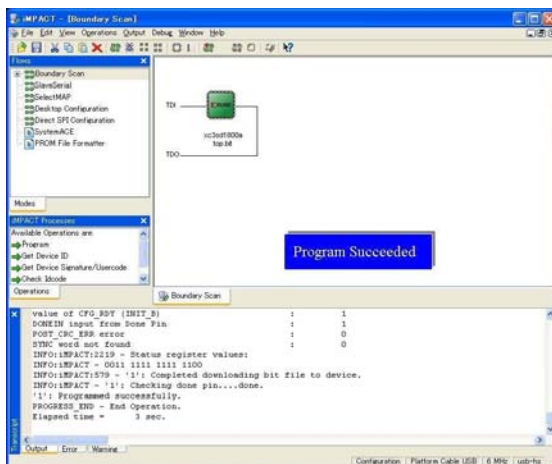 iMPACT - [Boundary Scan]
File Edit View Operations Output Debug Window Help
Flows
Boundary Scan
SlaveSerial
SelectMAP
Desktop Configuration
Direct SPI Configuration
SystemACE
PROM File Formatter
Modes
iMPACT Processes
Available Operations are:
Program
Get Device ID
Get Device Signature/Usercode
Check Idcode
Operations
TDI
TDO
xc3sd1800a
top.bit
Program Succeeded
Boundary Scan
value of CFG_RDY (INIT_B) : 1
DONEIN input from Done Pin : 1
POST_CRC_ERR error : 0
SYNC word not found : 0
INFO:iMPACT:2219 - Status register values:
INFO:iMPACT - 0011 1111 1111 1100
INFO:iMPACT:579 - '1': Completed downloading bit file to device.
INFO:iMPACT - '1': Checking done pin....done.
'1': Programmed successfully.
PROGRESS_END - End Operation.
Elapsed time = 3 sec.
Transcript
Output Error Warning
Configuration Platform Cable USB 6 MHz usb-hs